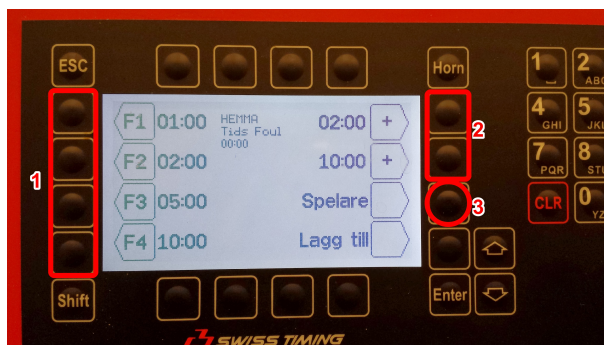 ESC
Horn
1 2
ABC
F1 01:00 HEMMA 02:00 +
Tids Foul
00:00
4 GHI 5 JKL
1
2
F2 02:00 10:00 +
7 PQR 8
F3 05:00 Spelare
3
CLR 0
F4 10:00 Lagg till
Shift
Enter
SWISS TIMING